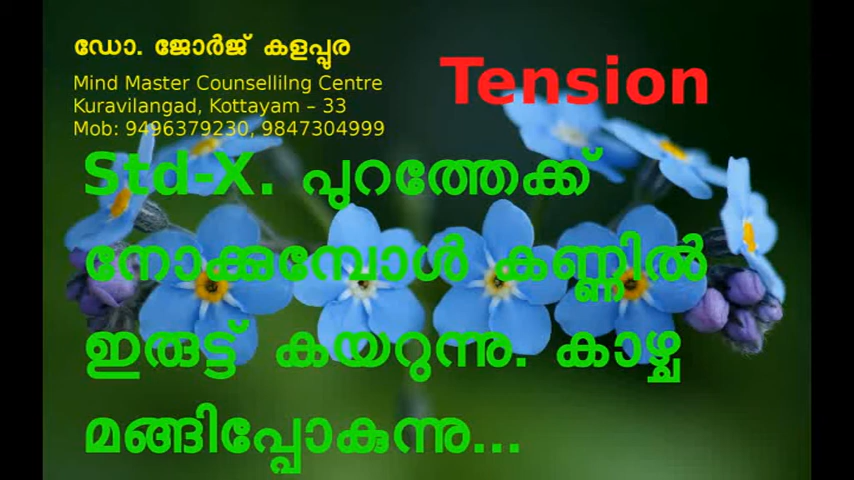 ഡോ. ജോർജ് കളപ്പുര
Mind Master Counsellilng Centre
Kuravilangad, Kottayam – 33
Mob: 9496379230, 9847304999
Tension
Std-X. പുറത്തേക്ക്
നോക്കുമ്പോൾ കണ്ണിൽ
ഇരുട്ട് കയറുന്നു. കാഴ്ച
മങ്ങിപ്പോകുന്നു...